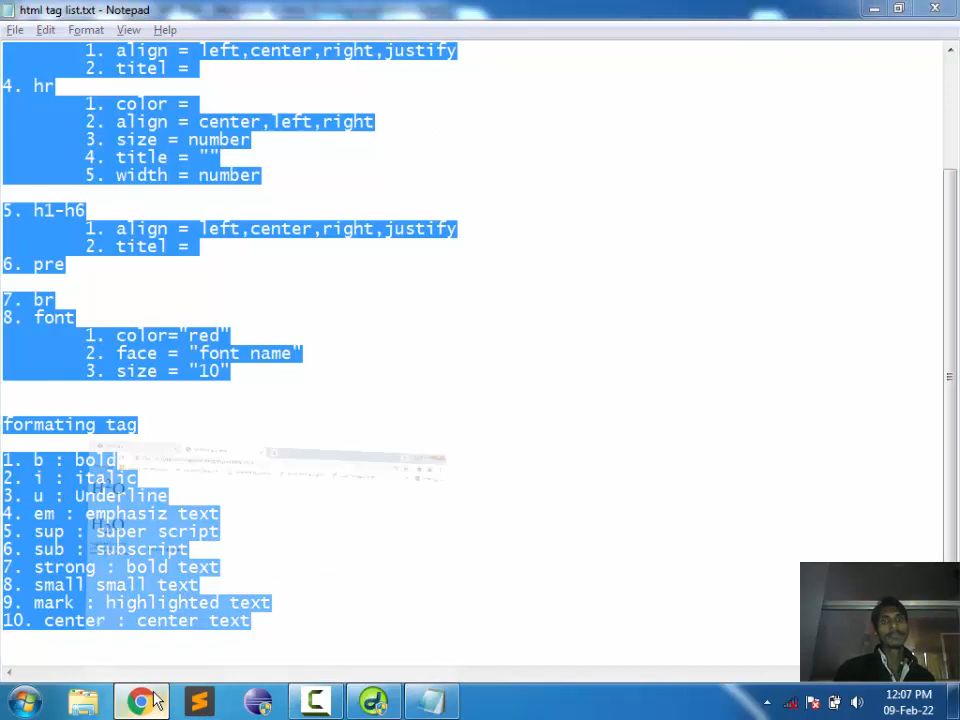 html tag list.txt - Notepad
File Edit Format View Help
1. align = left,center,right,justify
2. titel =
4. hr
1. color =
2. align = center,left,right
3. size = number
4. title = ""
5. width = number
5. h1-h6
1. align = left,center,right,justify
2. titel =
6. pre
7. br
8. font
1. color="red"
2. face = "font name"
3. size = "10"
formating tag
1. b : bold
2. i : italic
3. u : Underline
4. em : emphasiz text
5. sup : super script
6. sub : subscript
7. strong : bold text
8. small small text
9. mark : highlighted text
10. center : center text
H2O
H2O
12:07 PM
09-Feb-22